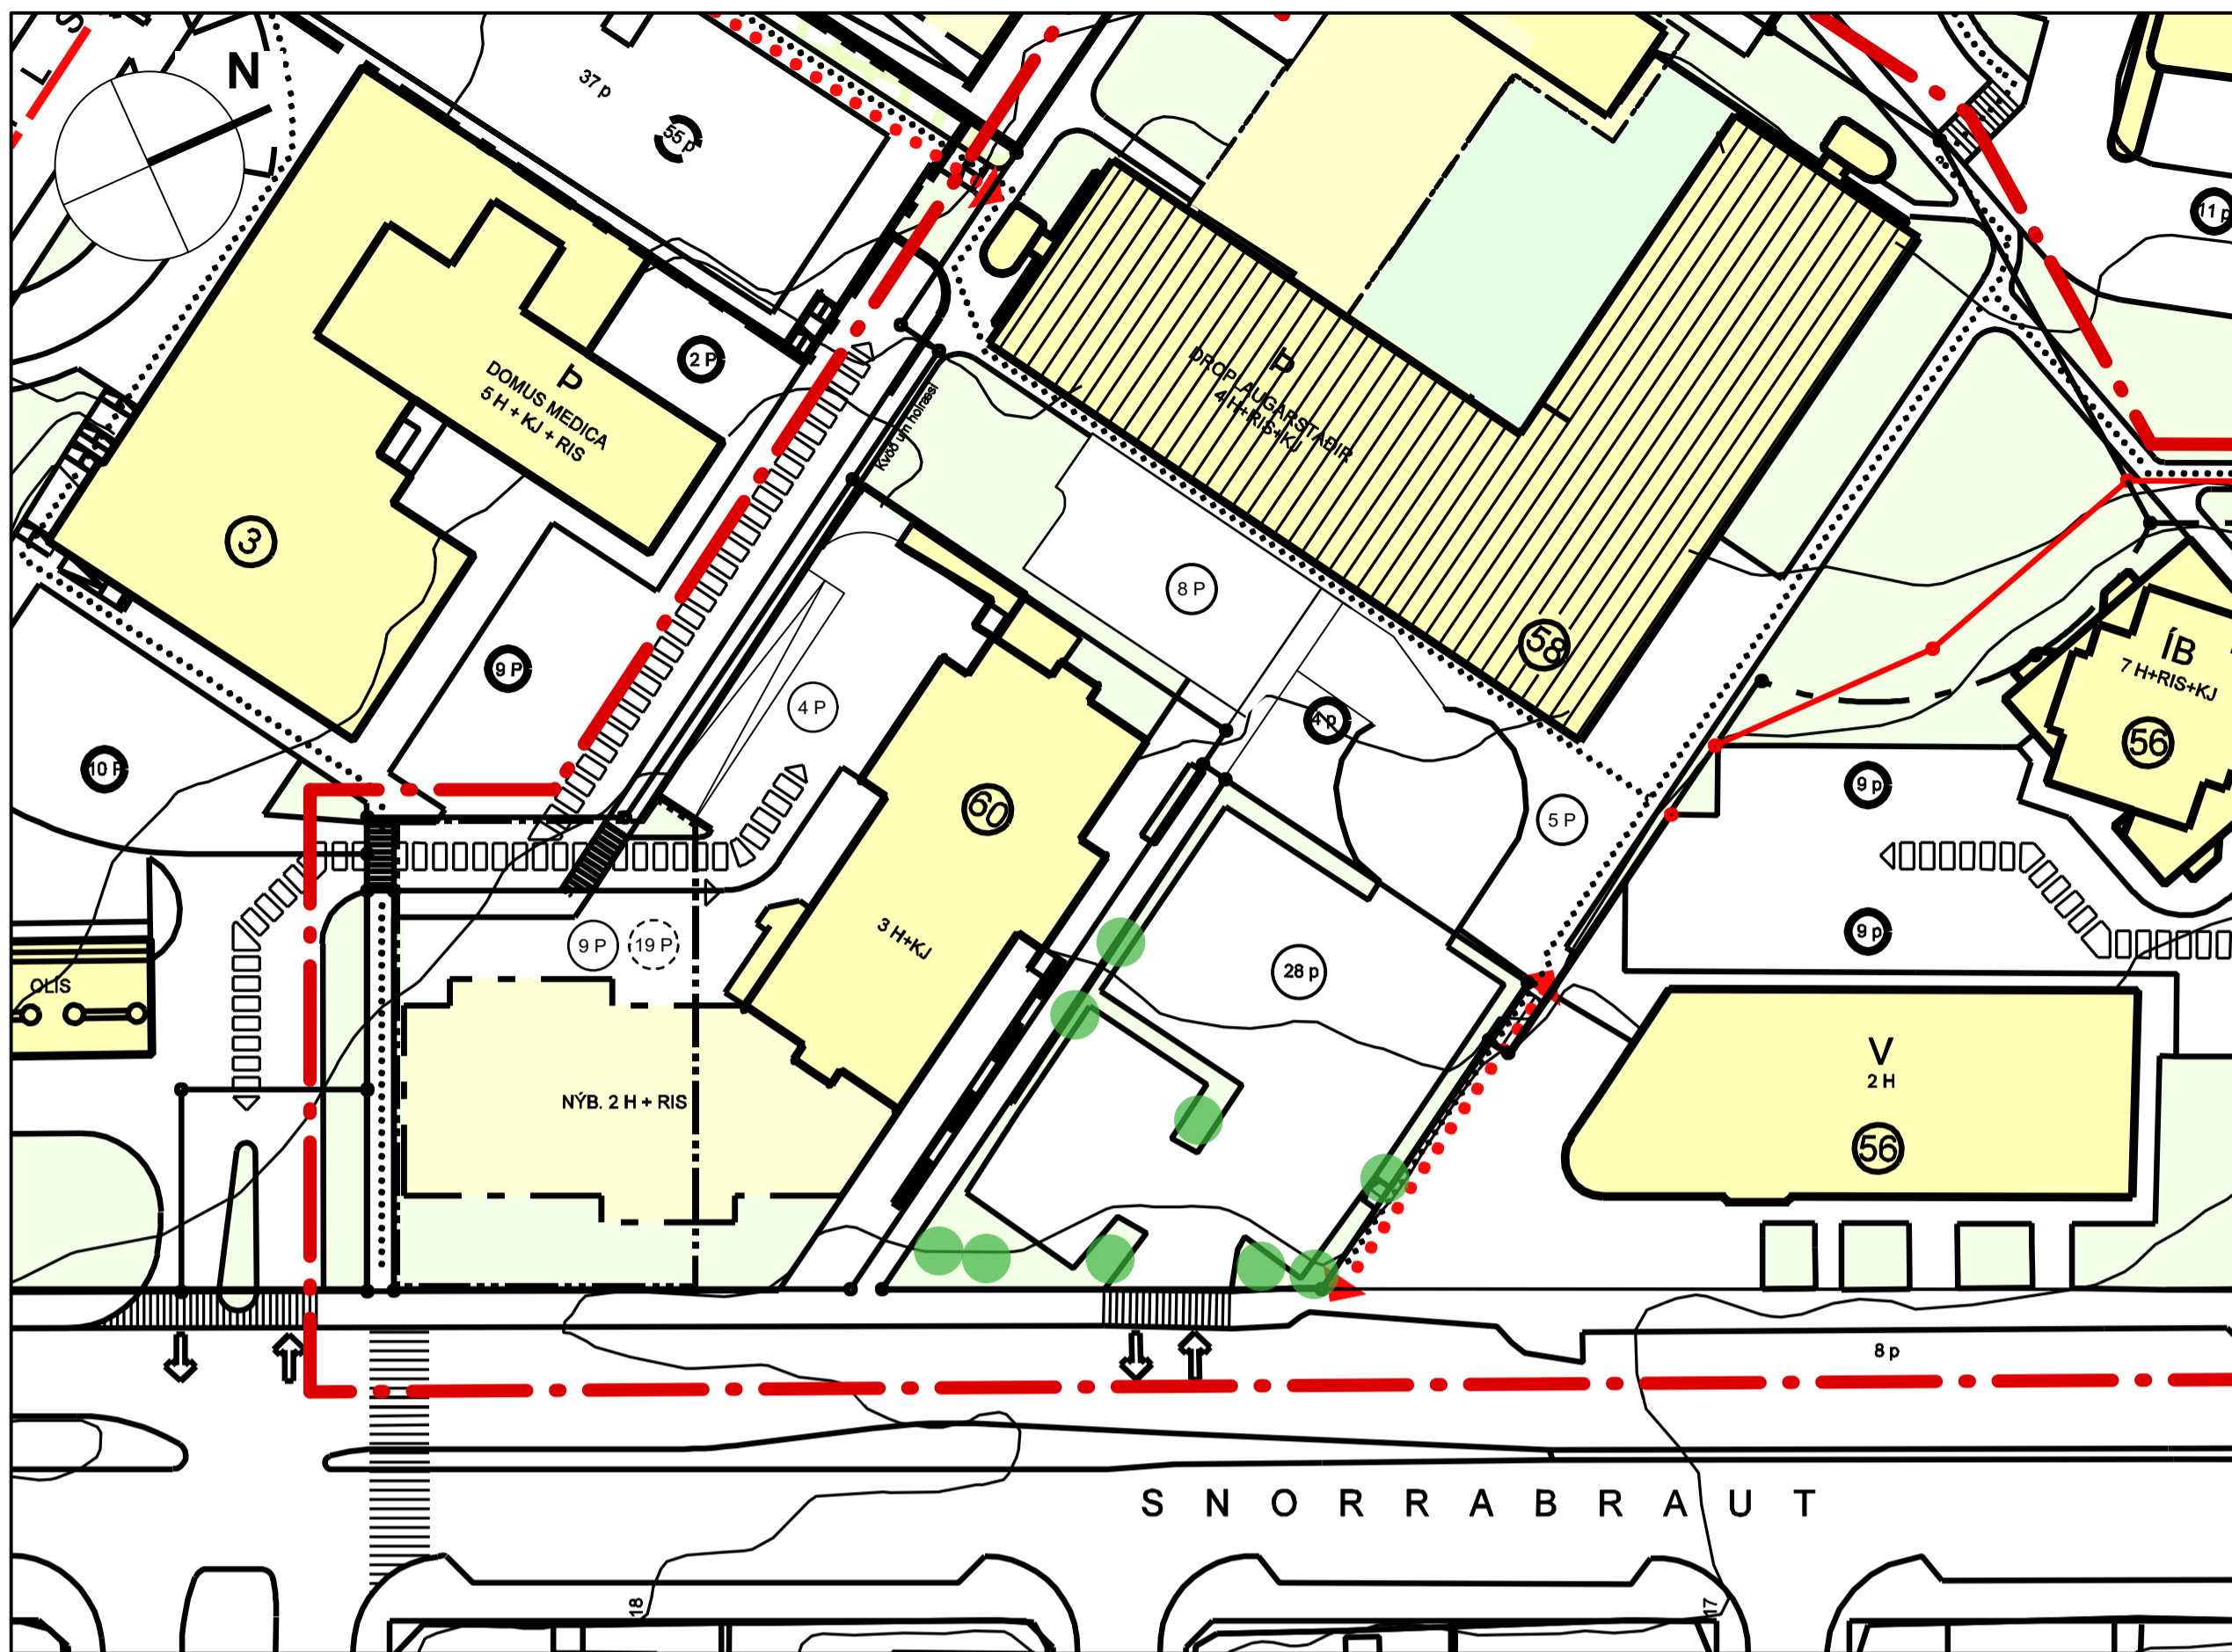 N
37 p
55 p
11 p
Þ
DOMUS MEDICA
5 H + KJ + RIS
2 P
Kvöð um holræsi
Þ
DROPLAUGARSTAÐIR
4 H+RIS+KJ
3
8 P
58
ÍB
7 H+RIS+KJ
56
9 P
4 P
4 p
10 P
60
5 P
9 p
3 H+KJ
9 P
19 P
28 p
9 p
OLIS
V
2 H
56
NÝB. 2 H + RIS
8 p
SNORRABRAUT
18
17